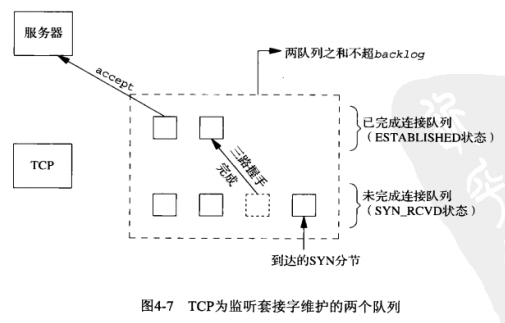 服务器
accept
两队列之和不超backlog
已完成连接队列
（ESTABLISHED状态）
TCP
三路握手
完成
未完成连接队列
（SYN_RCVD状态）
到达的SYN分节
图4-7 TCP为监听套接字维护的两个队列